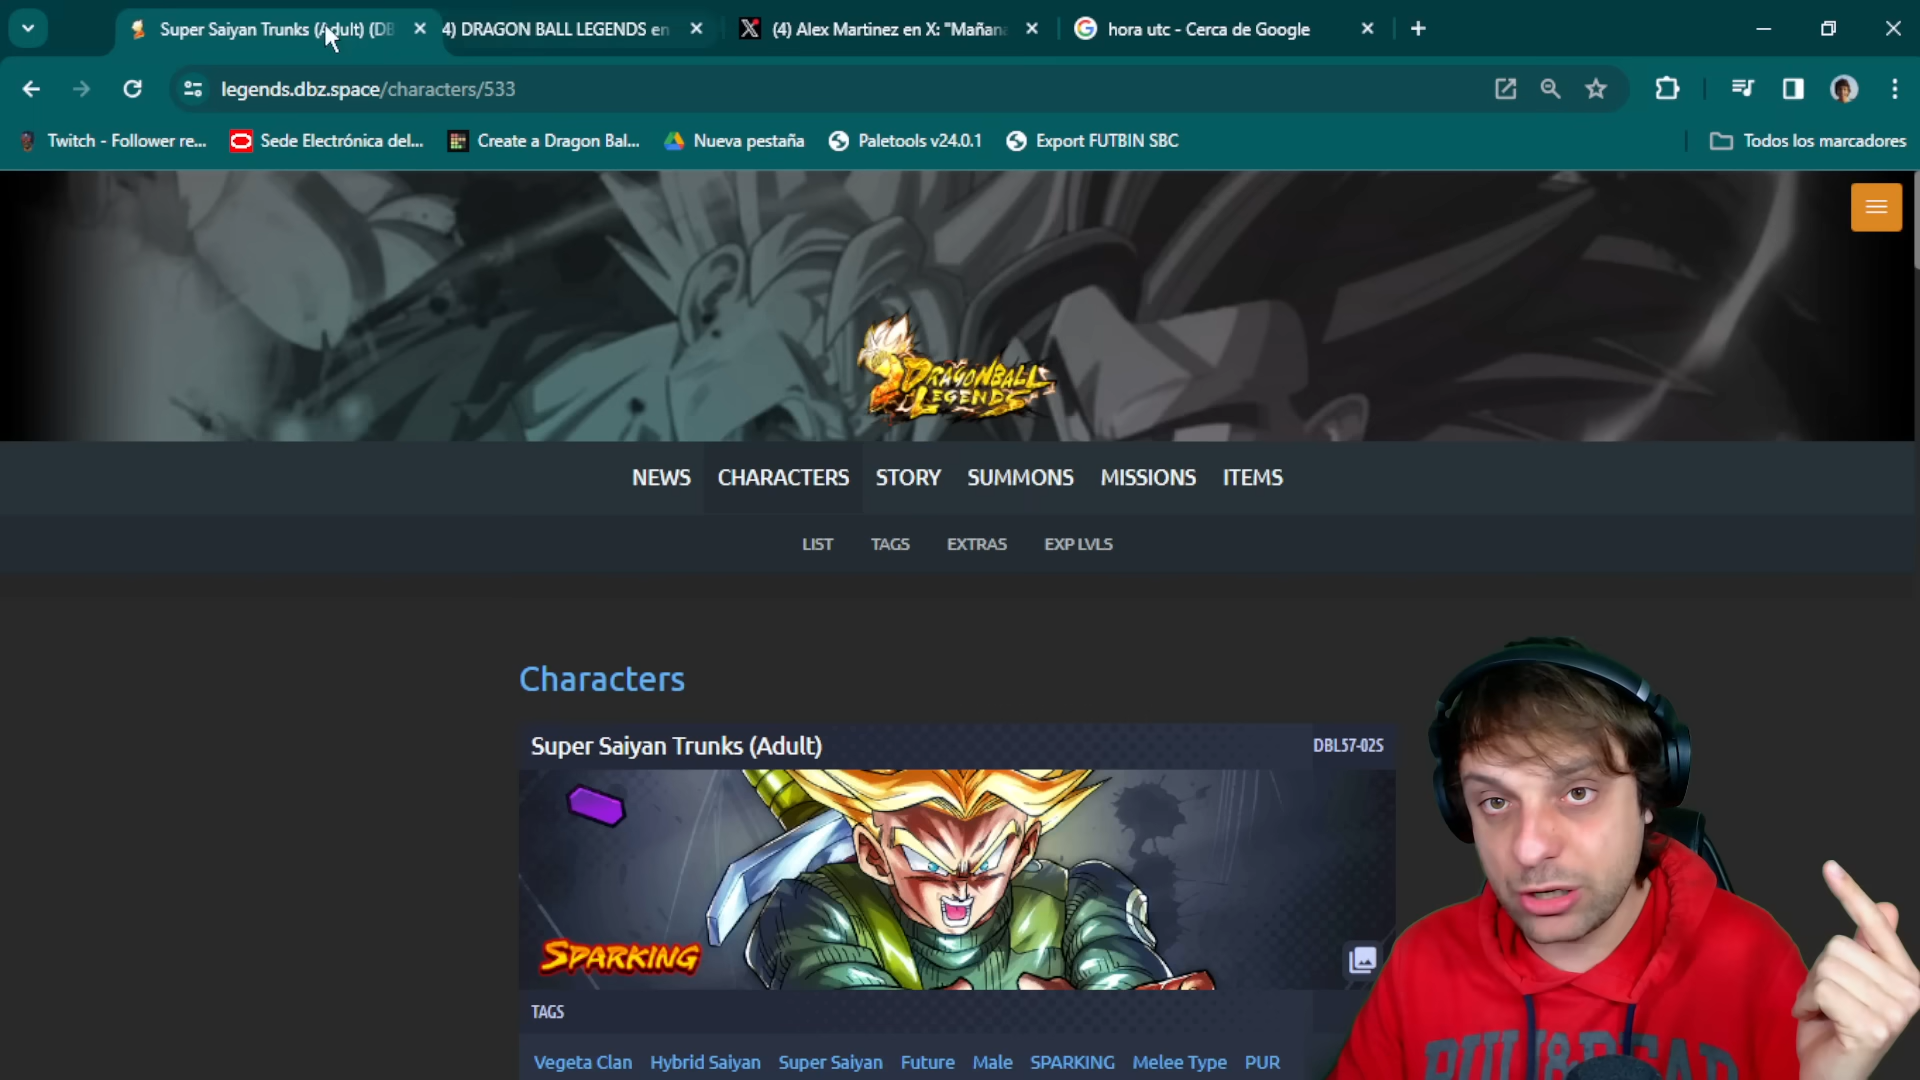 Super Saiyan Trunks (Adult) (DB
4) DRAGON BALL LEGENDS en
(4) Alex Martinez en X: "Mañan
hora utc - Cerca de Google
legends.dbz.space/characters/533
Twitch - Follower re...
Sede Electrónica del...
Create a Dragon Bal...
Nueva pestaña
Paletools v24.0.1
Export FUTBIN SBC
Todos los marcadores
DRAGONBALL
LEGENDS
NEWS CHARACTERS STORY SUMMONS MISSIONS ITEMS
LIST TAGS EXTRAS EXP LVLS
Characters
Super Saiyan Trunks (Adult)
DBL57-02S
SPARKING
TAGS
Vegeta Clan Hybrid Saiyan Super Saiyan Future Male SPARKING Melee Type PUR
PULL&BEAR